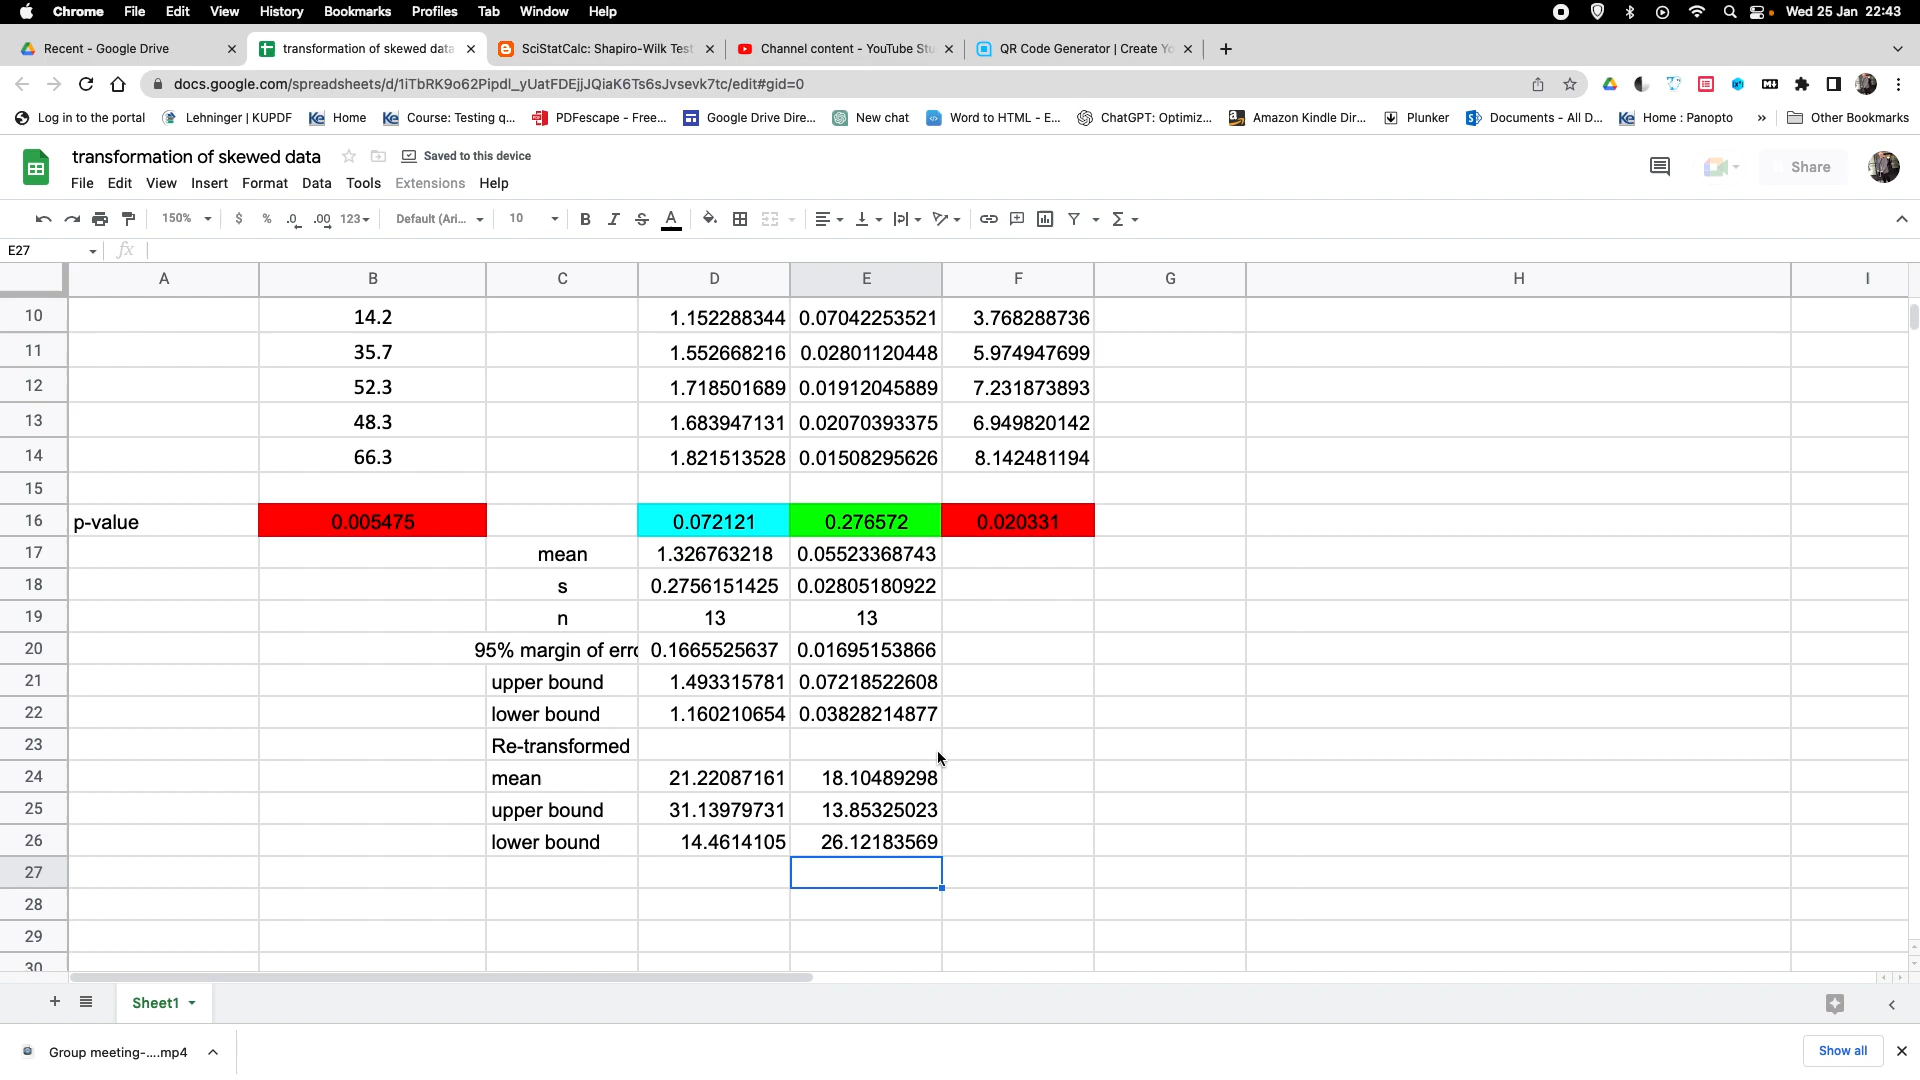 Chrome File Edit View History Bookmarks Profiles Tab Window Help Wed 25 Jan 22:43
Recent - Google Drive transformation of skewed data SciStatCalc: Shapiro-Wilk Test Channel content - YouTube Stu QR Code Generator | Create Yo
docs.google.com/spreadsheets/d/1iTbRK9o62Pipdl_yUatFDEjjJQiaK6Ts6sJvsevk7tc/edit#gid=0
Log in to the portal Lehninger | KUPDF Home Course: Testing q... PDFescape - Free... Google Drive Dire... New chat Word to HTML - E... ChatGPT: Optimiz... Amazon Kindle Dir... Plunker Documents - All D... Home : Panopto » Other Bookmarks
transformation of skewed data Saved to this device
Share
File Edit View Insert Format Data Tools Extensions Help
150% $ % .0 .00 123 Default (Ari... 10 B I S A Σ
E27 fx
A B C D E F G H I
10 14.2 1.152288344 0.07042253521 3.768288736
11 35.7 1.552668216 0.02801120448 5.974947699
12 52.3 1.718501689 0.01912045889 7.231873893
13 48.3 1.683947131 0.02070393375 6.949820142
14 66.3 1.821513528 0.01508295626 8.142481194
15
16 p-value 0.005475 0.072121 0.276572 0.020331
17 mean 1.326763218 0.05523368743
18 s 0.2756151425 0.02805180922
19 n 13 13
20 95% margin of erro 0.1665525637 0.01695153866
21 upper bound 1.493315781 0.07218522608
22 lower bound 1.160210654 0.03828214877
23 Re-transformed
24 mean 21.22087161 18.10489298
25 upper bound 31.13979731 13.85325023
26 lower bound 14.4614105 26.12183569
27
28
29
30
+ Sheet1
Group meeting-....mp4 Show all